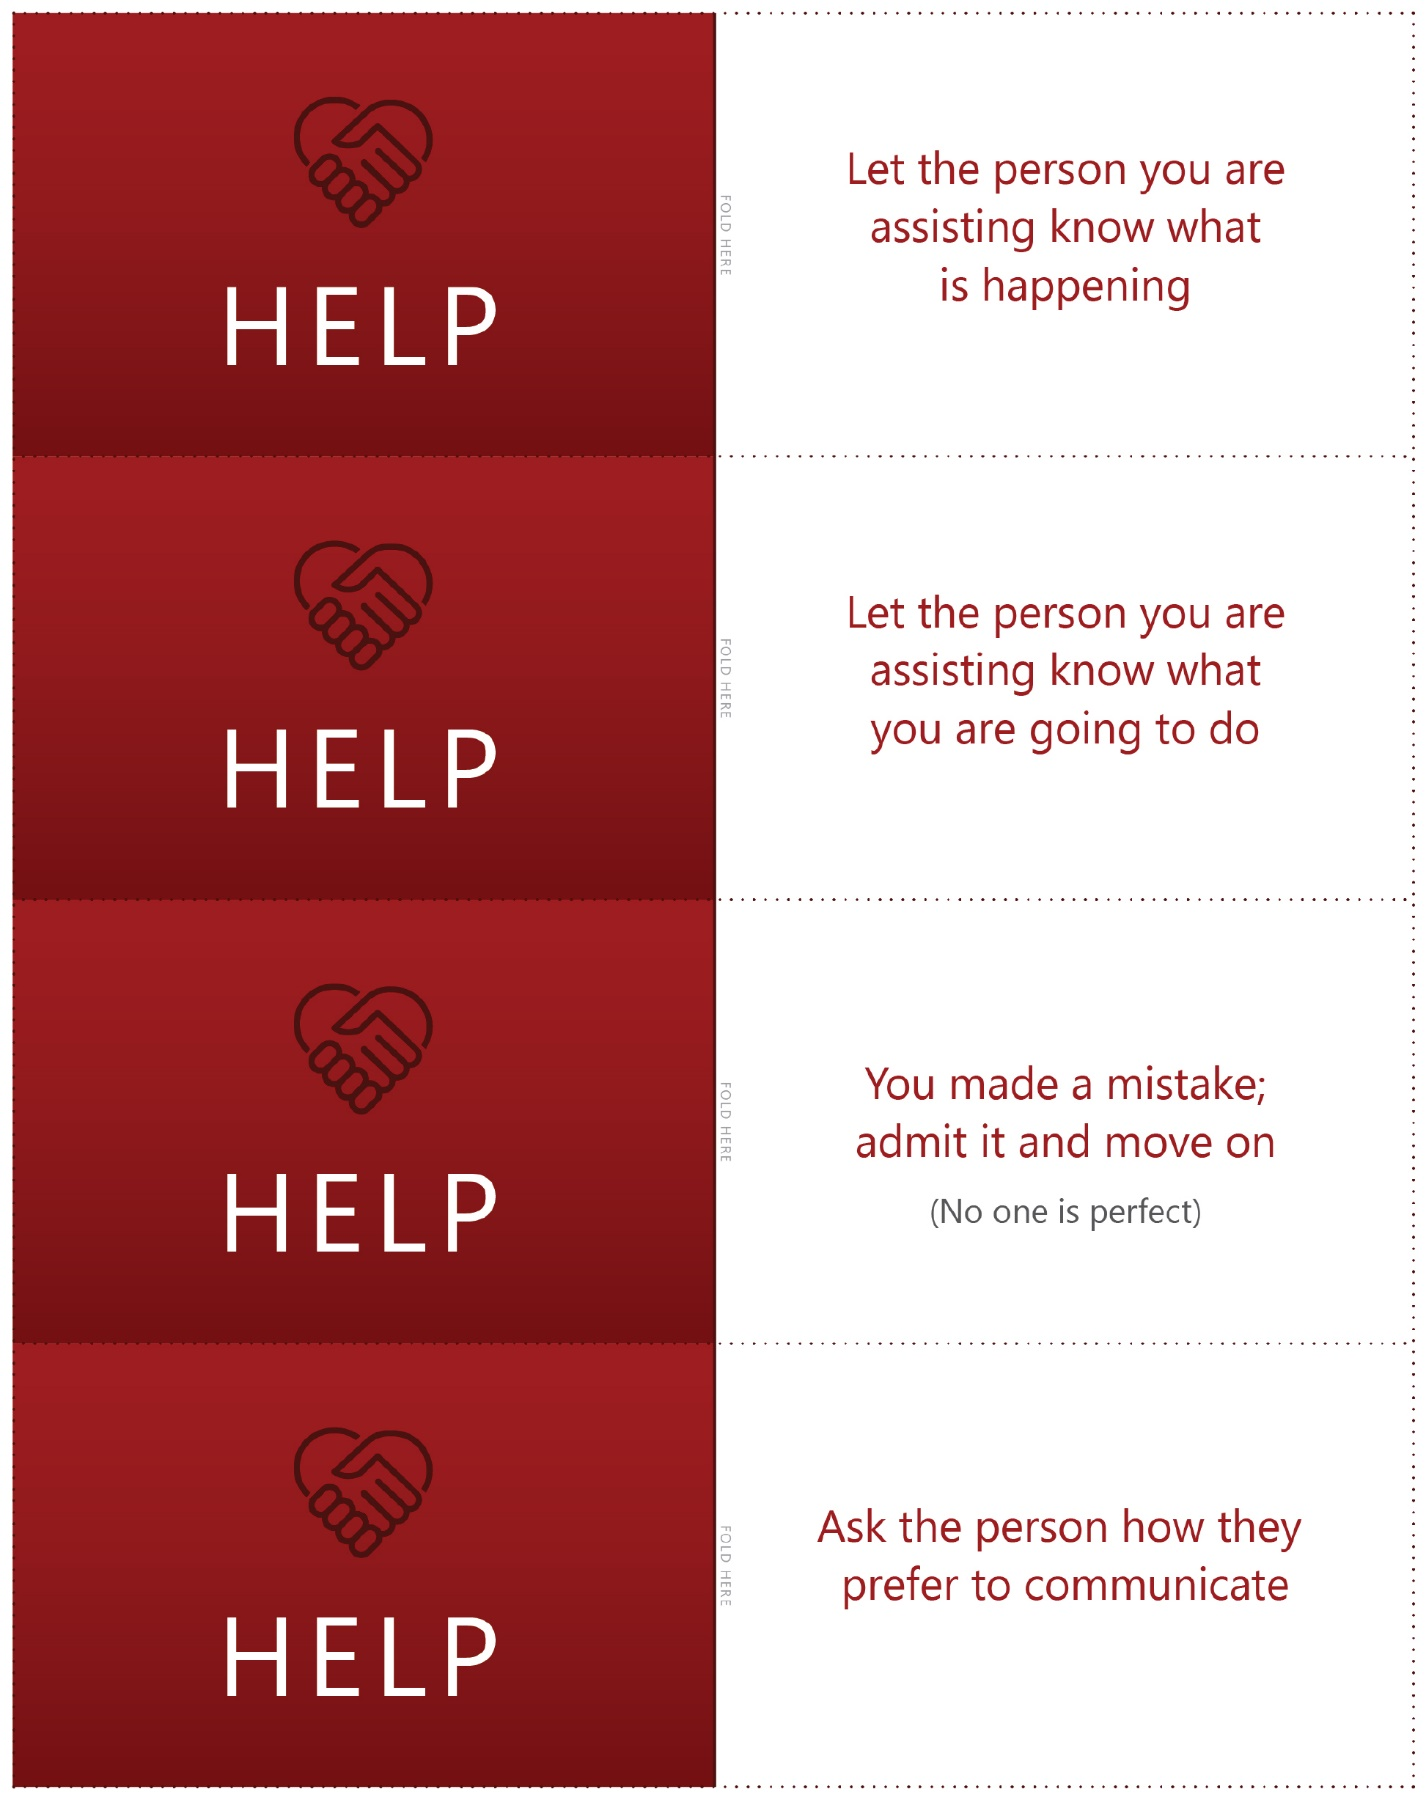 HELP
FOLD HERE
Let the person you are
assisting know what
is happening
HELP
FOLD HERE
Let the person you are
assisting know what
you are going to do
HELP
FOLD HERE
You made a mistake;
admit it and move on
(No one is perfect)
HELP
FOLD HERE
Ask the person how they
prefer to communicate